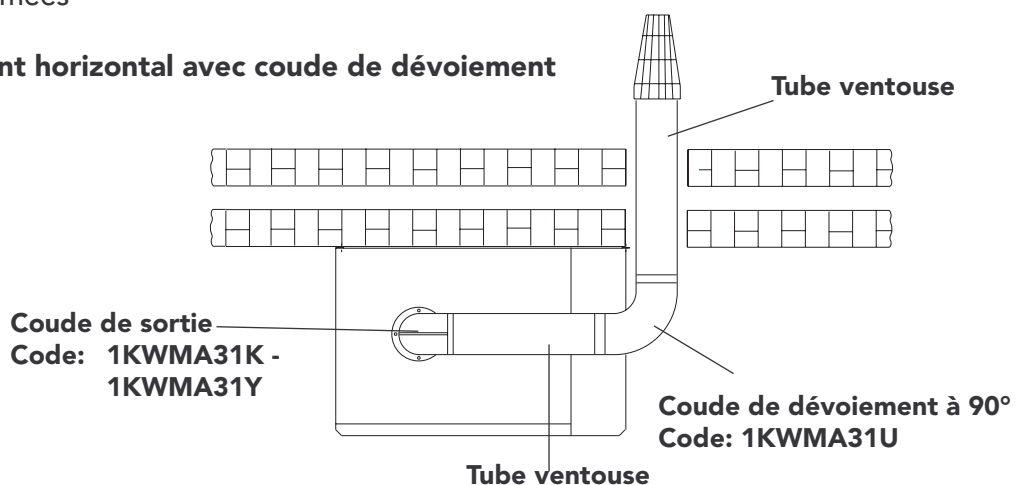 nt horizontal avec coude de dévoiement
Tube ventouse
Coude de sortie
Code: 1KWMA31K -
1KWMA31Y
Coude de dévoiement à 90°
Code: 1KWMA31U
Tube ventouse